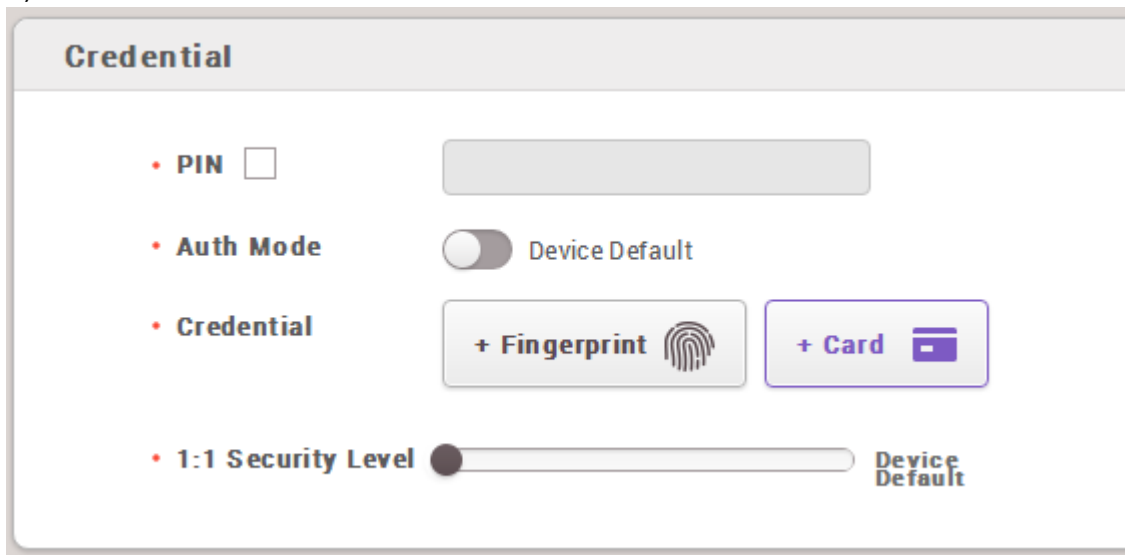 Credential
• PIN
• Auth Mode Device Default
• Credential + Fingerprint + Card
• 1:1 Security Level Device
Default